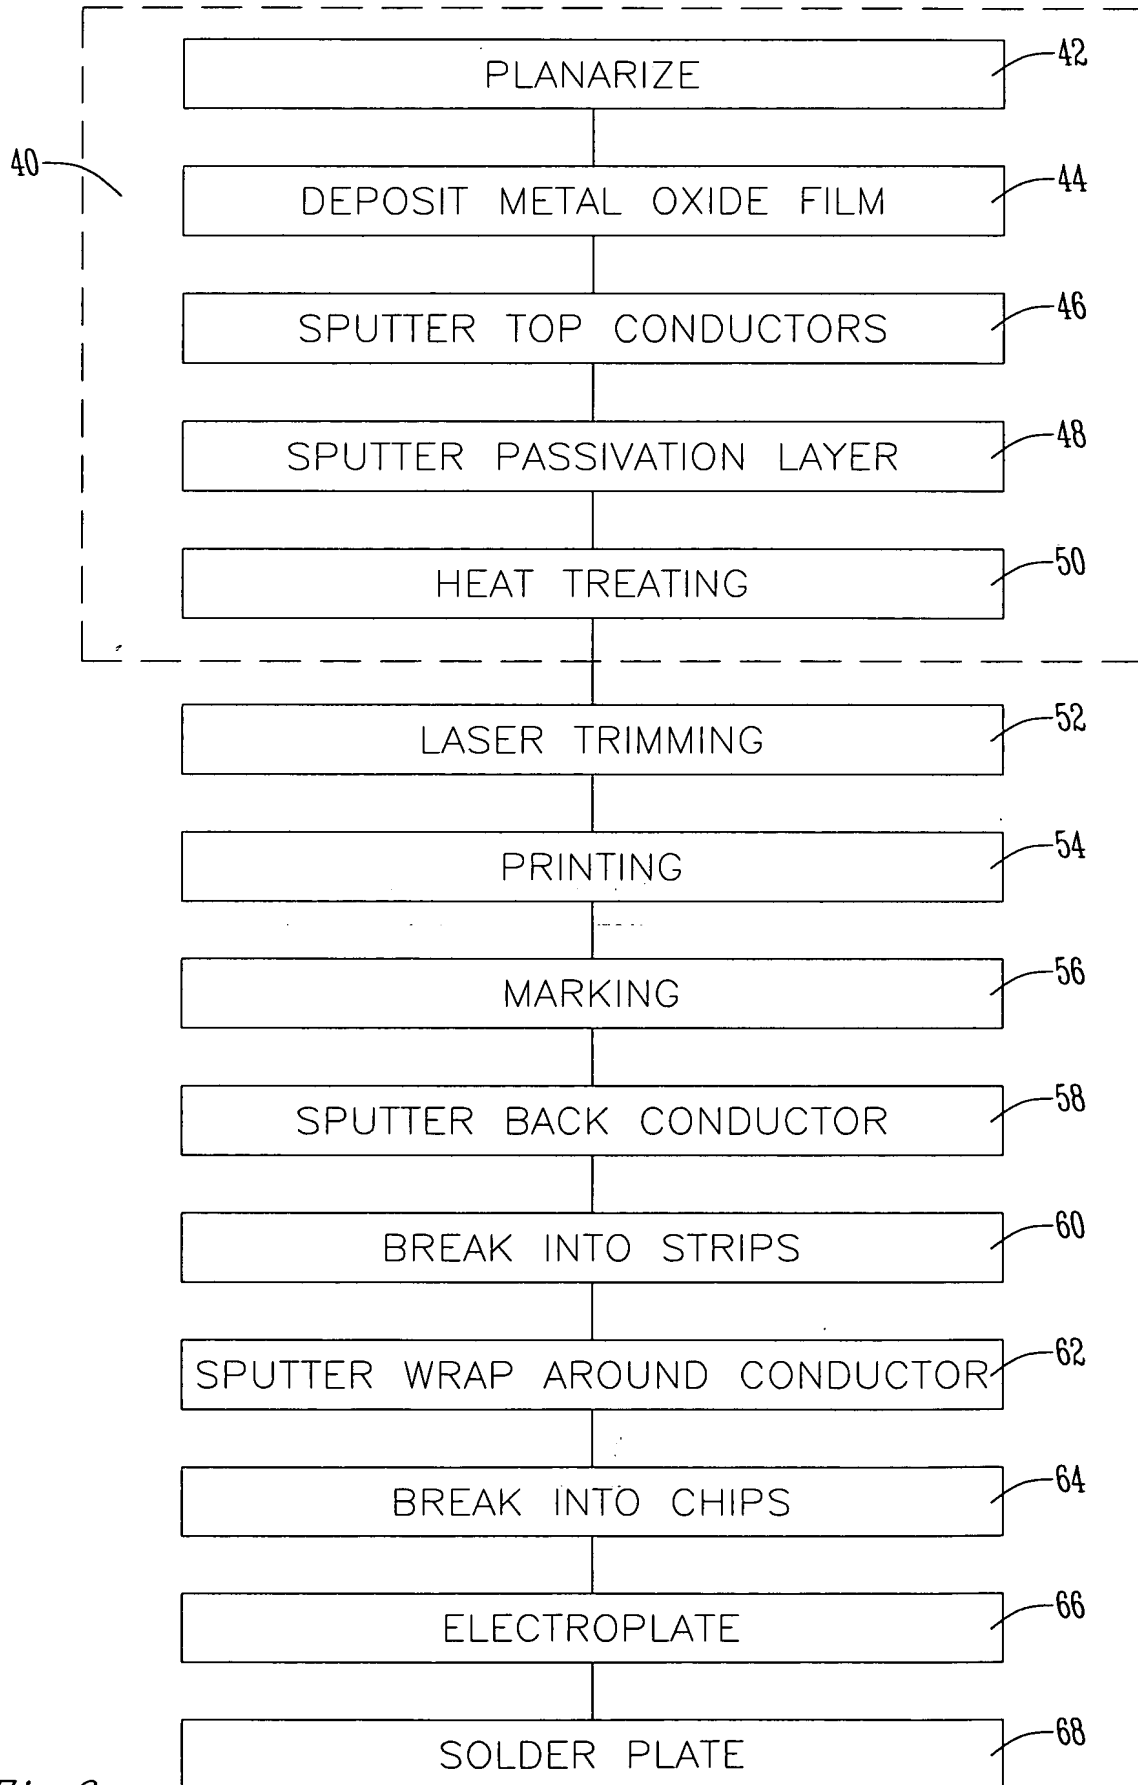 PLANARIZE 42
40
DEPOSIT METAL OXIDE FILM 44
SPUTTER TOP CONDUCTORS 46
SPUTTER PASSIVATION LAYER 48
HEAT TREATING 50
LASER TRIMMING 52
PRINTING 54
MARKING 56
SPUTTER BACK CONDUCTOR 58
BREAK INTO STRIPS 60
SPUTTER WRAP AROUND CONDUCTOR 62
BREAK INTO CHIPS 64
ELECTROPLATE 66
SOLDER PLATE 68